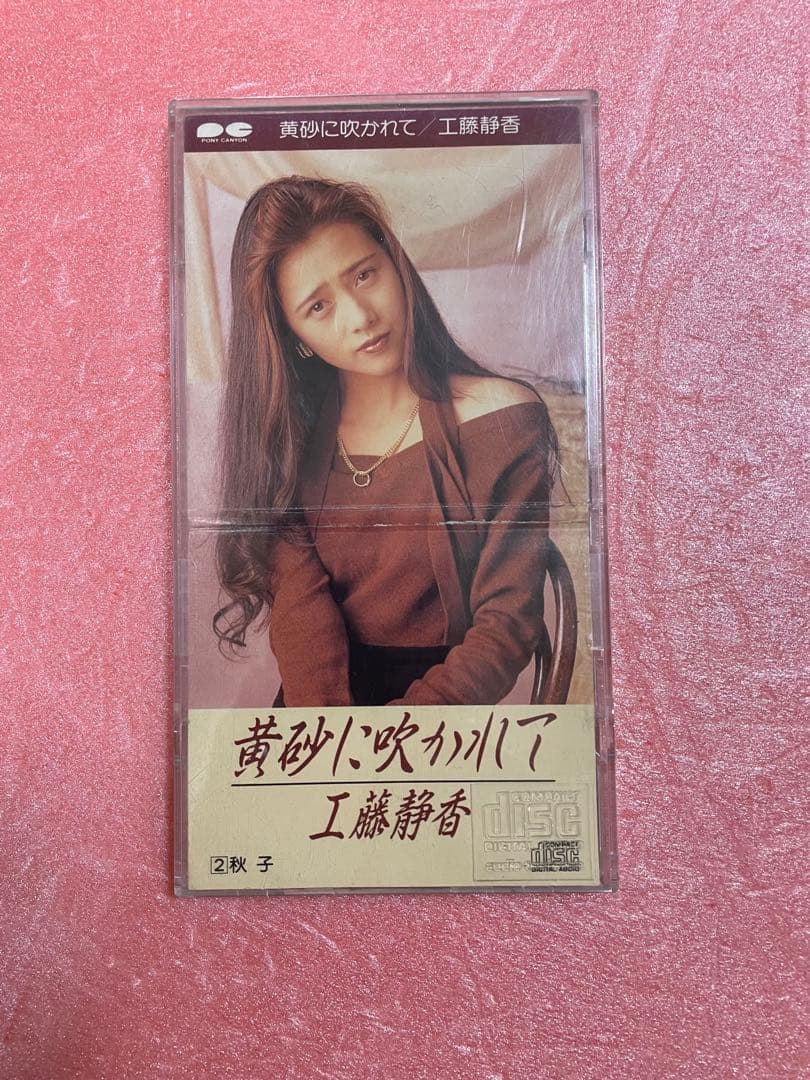 PONY CANYON
黄砂に吹かれて／工藤静香
黄砂に吹かれて
工藤静香
COMPACT
disc
DIGITAL
COMPACT
disc
DIGITAL AUDIO
2秋子